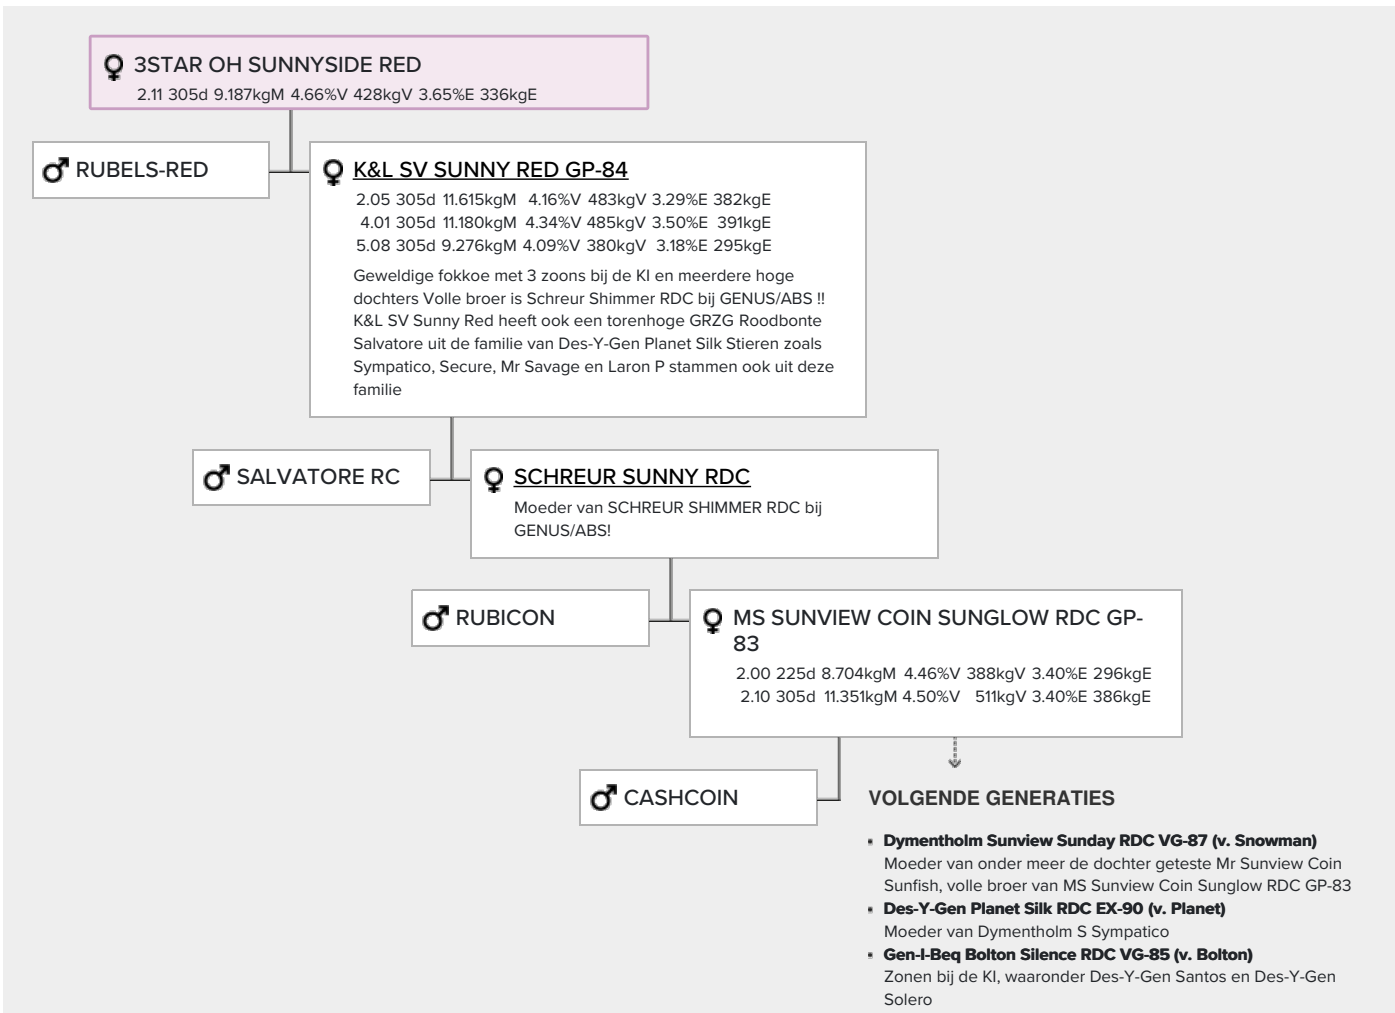 3STAR OH SUNNYSIDE RED
2.11 305d 9.187kgM 4.66%V 428kgV 3.65%E 336kgE
RUBELS-RED
K&L SV SUNNY RED GP-84
2.05 305d 11.615kgM 4.16%V 483kgV 3.29%E 382kgE
4.01 305d 11.180kgM 4.34%V 485kgV 3.50%E 391kgE
5.08 305d 9.276kgM 4.09%V 380kgV 3.18%E 295kgE
Geweldige fokkoe met 3 zoons bij de KI en meerdere hoge
dochters Volle broer is Schreur Shimmer RDC bij GENUS/ABS !!
K&L SV Sunny Red heeft ook een torenhoge GRZG Roodbonte
Salvatore uit de familie van Des-Y-Gen Planet Silk Stieren zoals
Sympatico, Secure, Mr Savage en Laron P stammen ook uit deze
familie
SALVATORE RC
SCHREUR SUNNY RDC
Moeder van SCHREUR SHIMMER RDC bij
GENUS/ABS!
RUBICON
MS SUNVIEW COIN SUNGLOW RDC GP-
83
2.00 225d 8.704kgM 4.46%V 388kgV 3.40%E 296kgE
2.10 305d 11.351kgM 4.50%V 511kgV 3.40%E 386kgE
CASHCOIN
VOLGENDE GENERATIES
Dymentholm Sunview Sunday RDC VG-87 (v. Snowman)
Moeder van onder meer de dochter geteste Mr Sunview Coin
Sunfish, volle broer van MS Sunview Coin Sunglow RDC GP-83
Des-Y-Gen Planet Silk RDC EX-90 (v. Planet)
Moeder van Dymentholm S Sympatico
Gen-I-Beq Bolton Silence RDC VG-85 (v. Bolton)
Zonen bij de KI, waaronder Des-Y-Gen Santos en Des-Y-Gen
Solero